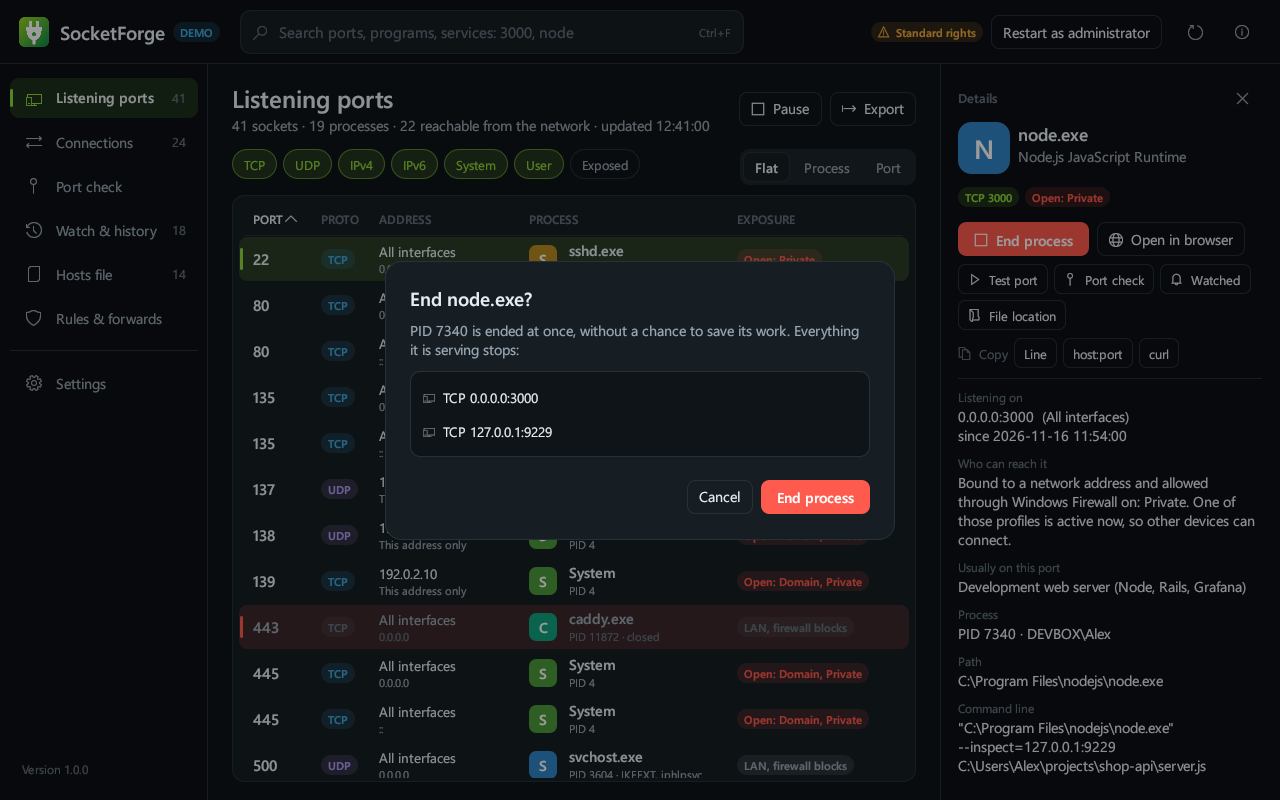 SocketForge DEMO
Search ports, programs, services: 3000, node Ctrl+F
Standard rights
Restart as administrator
Listening ports 41
Connections 24
Port check
Watch & history 18
Hosts file 14
Rules & forwards
Settings
Version 1.0.0
Listening ports
41 sockets · 19 processes · 22 reachable from the network · updated 12:41:00
Pause
Export
TCP UDP IPv4 IPv6 System User Exposed
Flat Process Port
PORT PROTO ADDRESS PROCESS EXPOSURE
22 TCP All interfaces sshd.exe Open: Private
80 TCP
80 TCP
135 TCP
135 TCP
137 UDP
138 UDP
This address only PID 4
139 TCP 192.0.2.10 System Open: Domain, Private
This address only PID 4
443 TCP All interfaces caddy.exe LAN, firewall blocks
0.0.0.0 PID 11872 · closed
445 TCP All interfaces System Open: Domain, Private
0.0.0.0 PID 4
445 TCP All interfaces System Open: Domain, Private
:: PID 4
500 UDP All interfaces svchost.exe LAN, firewall blocks
0.0.0.0 PID 3604 · IKEEXT, iphlpsvc
End node.exe?
PID 7340 is ended at once, without a chance to save its work. Everything
it is serving stops:
TCP 0.0.0.0:3000
TCP 127.0.0.1:9229
Cancel
End process
Details
N
node.exe
Node.js JavaScript Runtime
TCP 3000 Open: Private
End process
Open in browser
Test port
Port check
Watched
File location
Copy Line host:port curl
Listening on
0.0.0.0:3000 (All interfaces)
since 2026-11-16 11:54:00
Who can reach it
Bound to a network address and allowed
through Windows Firewall on: Private. One of
those profiles is active now, so other devices can
connect.
Usually on this port
Development web server (Node, Rails, Grafana)
Process
PID 7340 · DEVBOX\Alex
Path
C:\Program Files\nodejs\node.exe
Command line
"C:\Program Files\nodejs\node.exe"
--inspect=127.0.0.1:9229
C:\Users\Alex\projects\shop-api\server.js